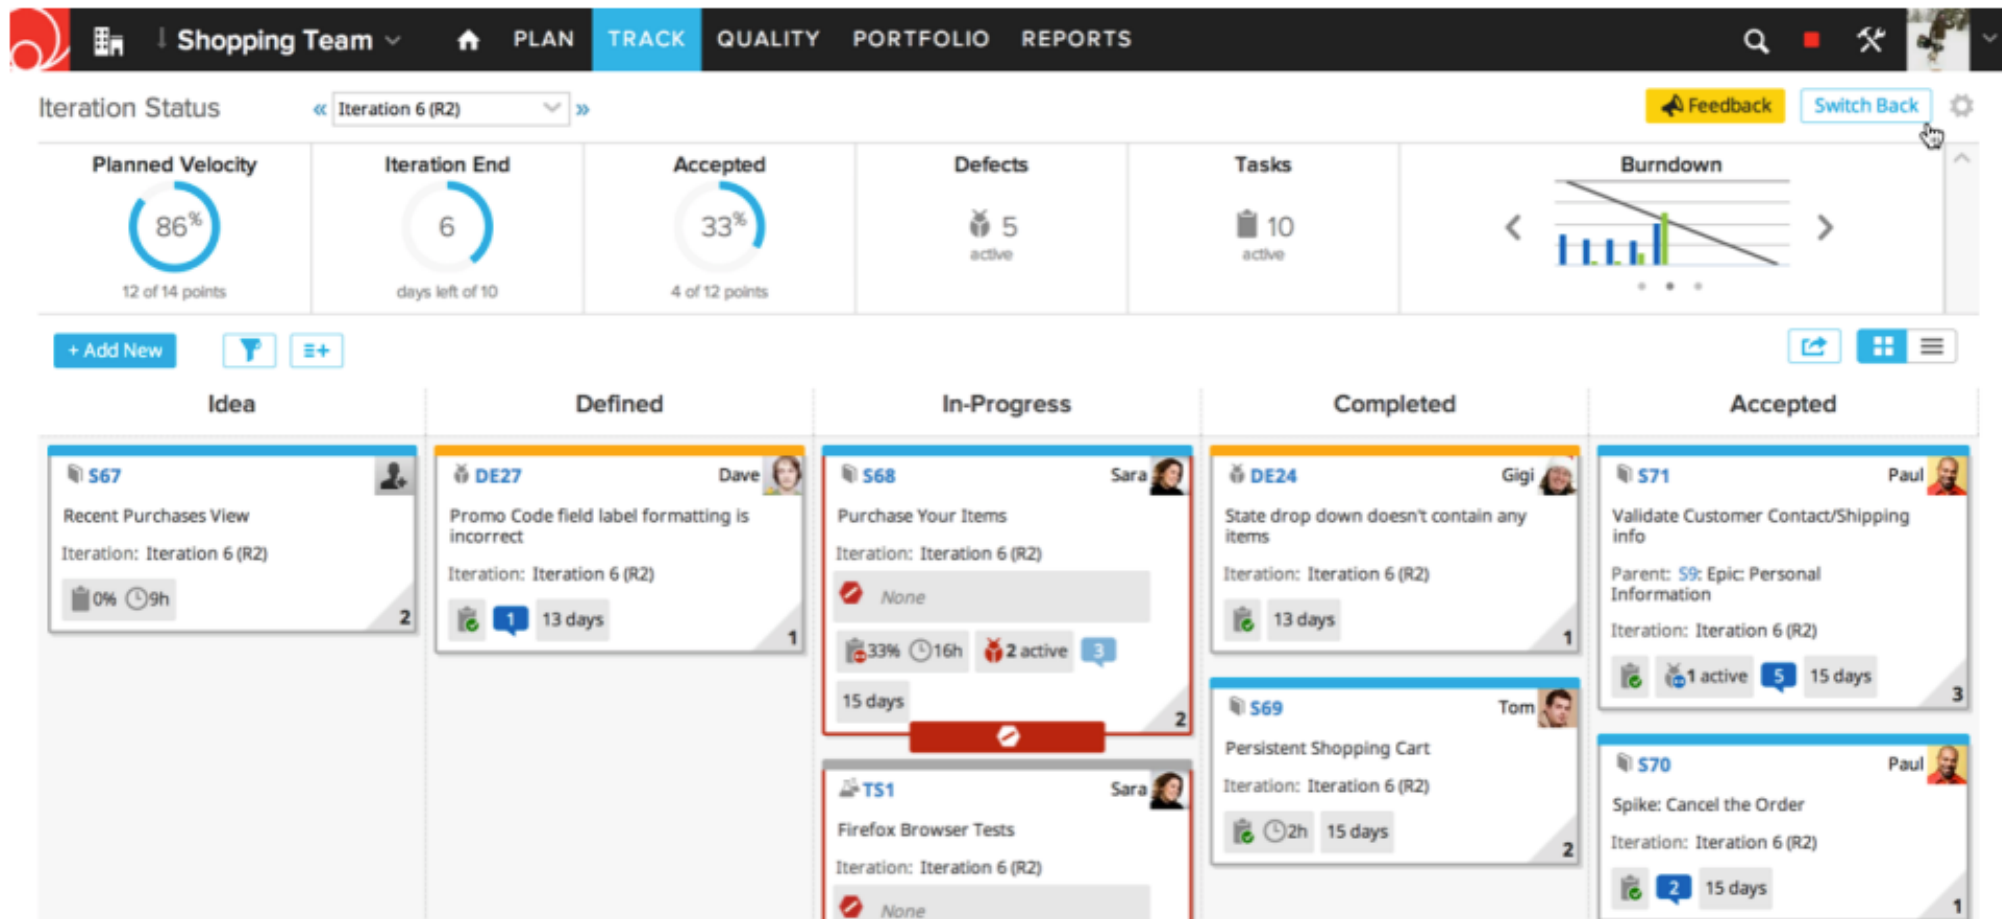 Shopping Team
PLAN
TRACK
QUALITY
PORTFOLIO
REPORTS
Iteration Status
« Iteration 6 (R2) »
Feedback
Switch Back
Planned Velocity
86%
12 of 14 points
Iteration End
6
days left of 10
Accepted
33%
4 of 12 points
Defects
5
active
Tasks
10
active
Burndown
+ Add New
Idea
Defined
In-Progress
Completed
Accepted
S67
Recent Purchases View
Iteration: Iteration 6 (R2)
0% 9h
2
DE27
Dave
Promo Code field label formatting is
incorrect
Iteration: Iteration 6 (R2)
1 13 days
1
S68
Sara
Purchase Your Items
Iteration: Iteration 6 (R2)
None
33% 16h 2 active 3
15 days
2
TS1
Sara
Firefox Browser Tests
Iteration: Iteration 6 (R2)
None
DE24
Gigi
State drop down doesn't contain any
items
Iteration: Iteration 6 (R2)
13 days
1
S69
Tom
Persistent Shopping Cart
Iteration: Iteration 6 (R2)
2h 15 days
2
S71
Paul
Validate Customer Contact/Shipping
info
Parent: S9: Epic: Personal
Information
Iteration: Iteration 6 (R2)
1 active 5 15 days
3
S70
Paul
Spike: Cancel the Order
Iteration: Iteration 6 (R2)
2 15 days
1